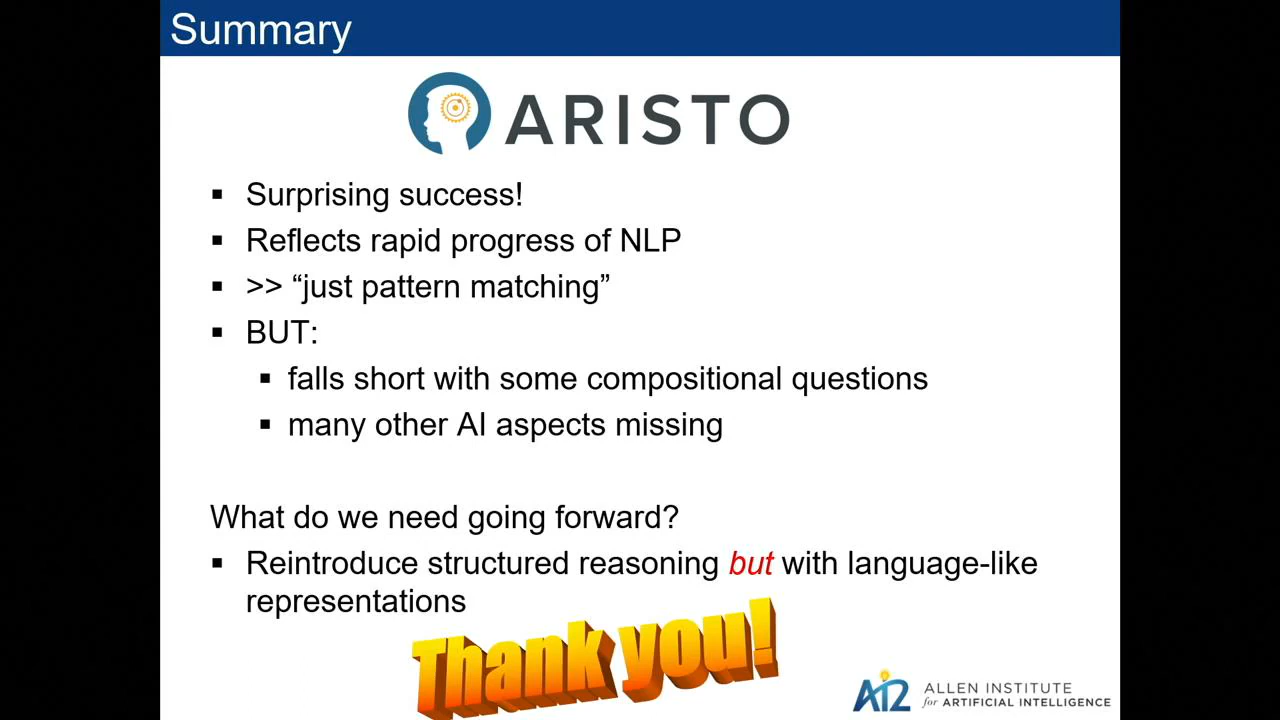 Summary
ARISTO
▪ Surprising success!
▪ Reflects rapid progress of NLP
▪ >> “just pattern matching”
▪ BUT:
▪ falls short with some compositional questions
▪ many other AI aspects missing
What do we need going forward?
▪ Reintroduce structured reasoning but with language-like
representations
Thank you!
AI2 ALLEN INSTITUTE
for ARTIFICIAL INTELLIGENCE